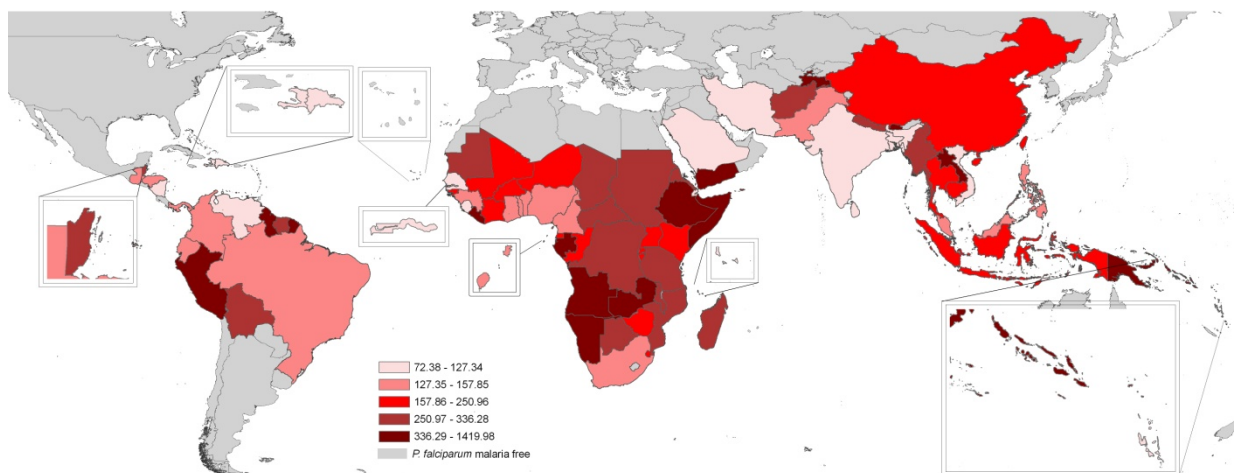 72.38 - 127.34
127.35 - 157.85
157.86 - 250.96
250.97 - 336.28
336.29 - 1419.98
P. falciparum malaria free